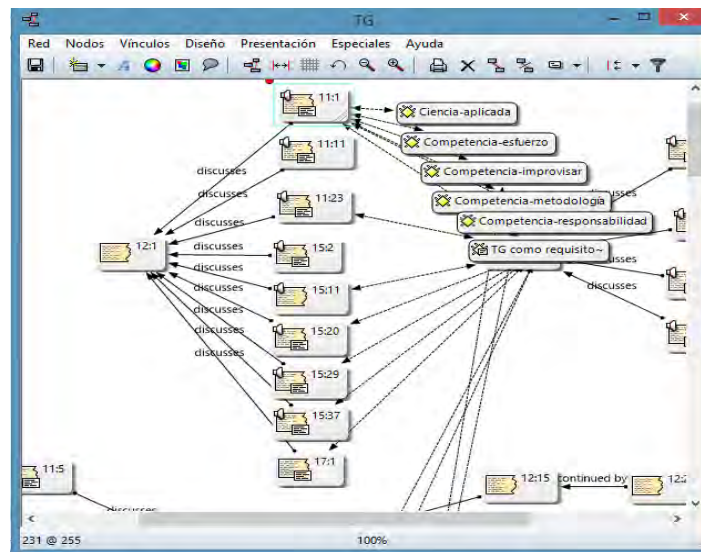 TG
Red Nodos Vínculos Diseño Presentación Especiales Ayuda
11:1
Ciencia-aplicada
Competencia-esfuerzo
11:11
Competencia-improvisar
discusses
11:23
Competencia-metodología
discusses
Competencia-responsabilidad
discusses
12:1
discusses
15:2
TG como requisito~
discusses
15:11
discusses
discusses
15:20
discusses
discusses
15:29
15:37
17:1
11:5
12:15
continued by
231 @ 255
100%